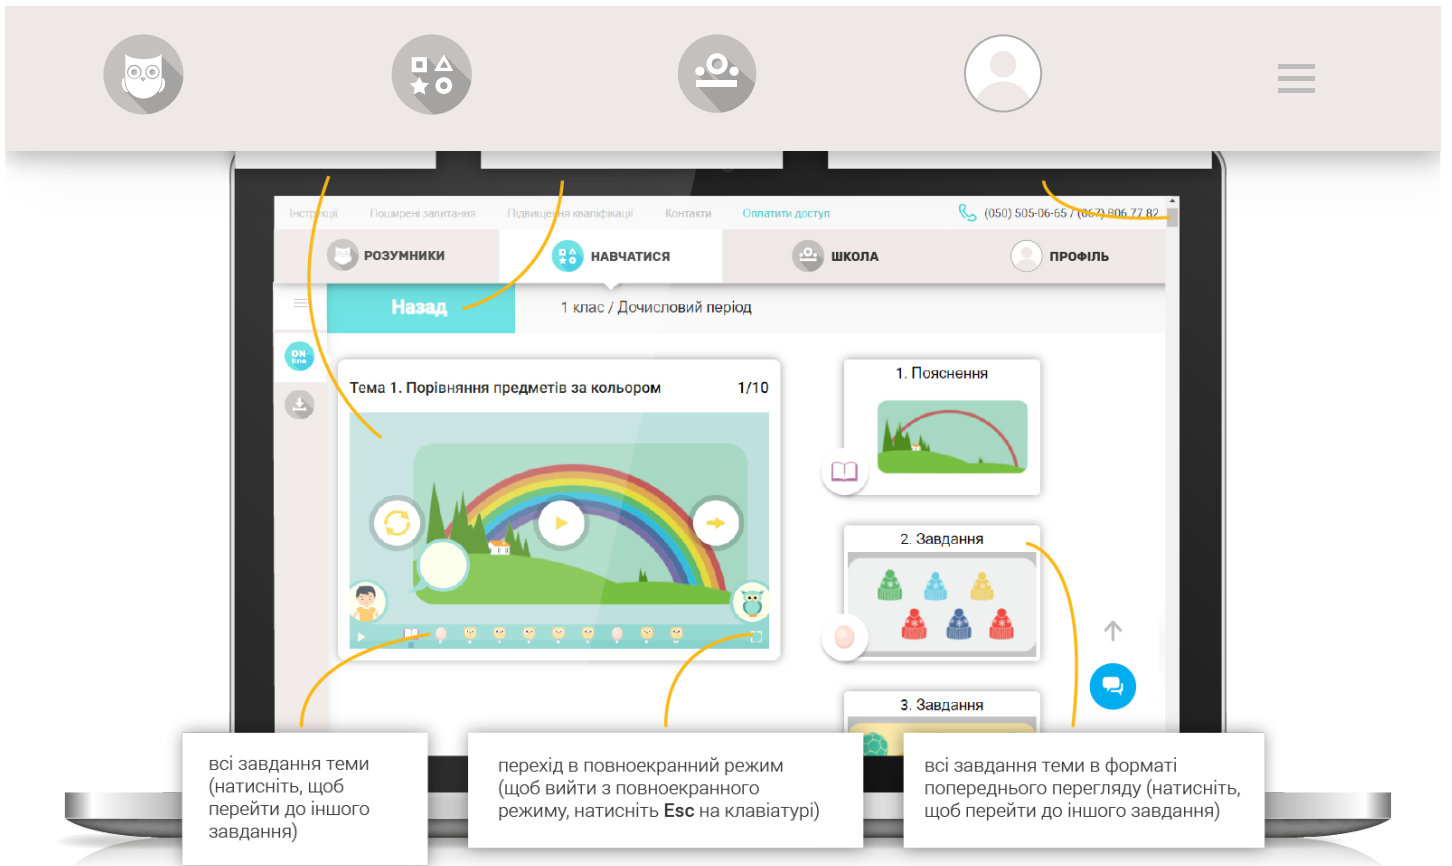 Інструкції Поширені запитання Підвищення кваліфікації Контакти Оплатити доступ (050) 505-06-65 / (067) 806 77 82
РОЗУМНИКИ НАВЧАТИСЯ ШКОЛА ПРОФІЛЬ
Назад 1 клас / Дочисловий період
ON-
line
Тема 1. Порівняння предметів за кольором 1/10
1. Пояснення
2. Завдання
3. Завдання
всі завдання теми
(натисніть, щоб
перейти до іншого
завдання)
перехід в повноекранний режим
(щоб вийти з повноекранного
режиму, натисніть Esc на клавіатурі)
всі завдання теми в форматі
попереднього перегляду (натисніть,
щоб перейти до іншого завдання)